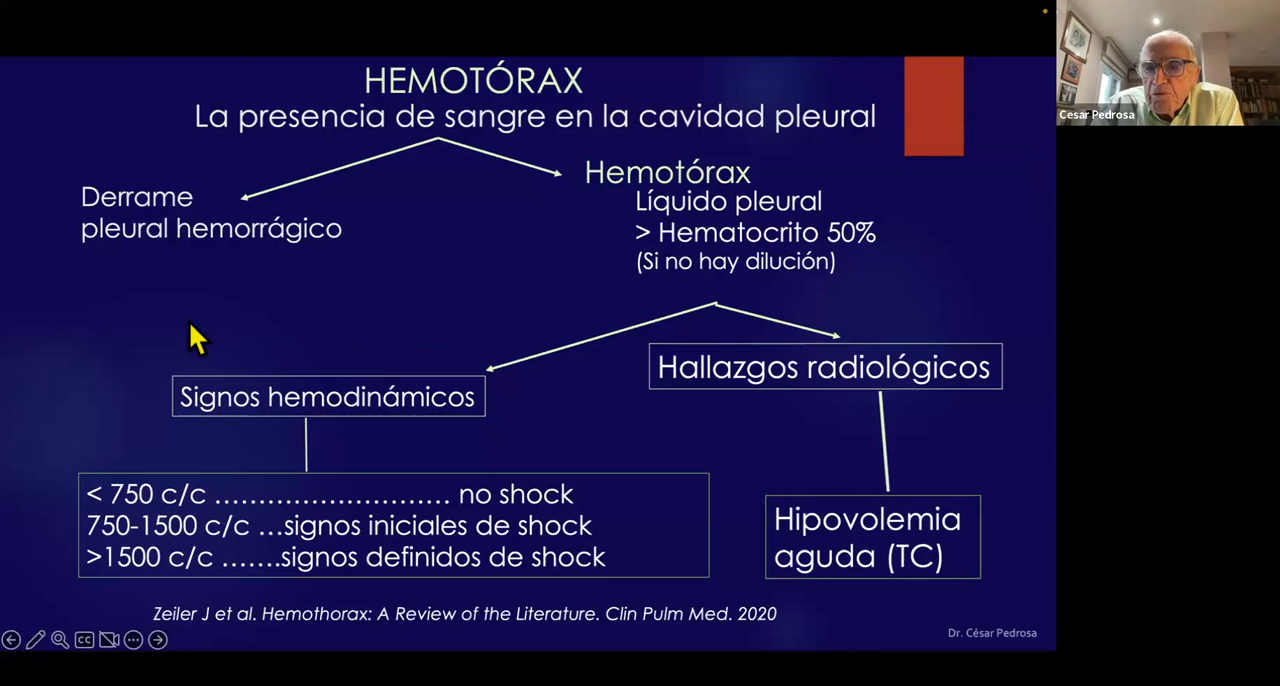 HEMOTÓRAX
La presencia de sangre en la cavidad pleural
Derrame
pleural hemorrágico
Hemotórax
Líquido pleural
> Hematocrito 50%
(Si no hay dilución)
Signos hemodinámicos
Hallazgos radiológicos
< 750 c/c ………………………. no shock
750-1500 c/c …signos iniciales de shock
>1500 c/c …….signos definidos de shock
Hipovolemia
aguda (TC)
Zeiler J et al. Hemothorax: A Review of the Literature. Clin Pulm Med. 2020
Dr. César Pedrosa
CC
Cesar Pedrosa